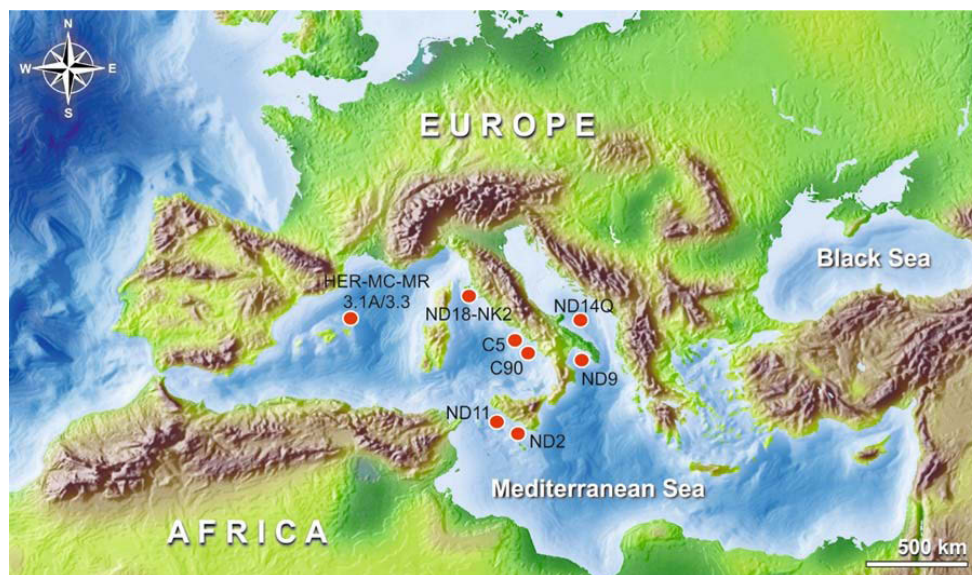 N
W E
S
EUROPE
Black Sea
HER-MC-MR
3.1A/3.3
ND18-NK2
ND14Q
C5
C90
ND9
ND11
ND2
Mediterranean Sea
AFRICA
500 km